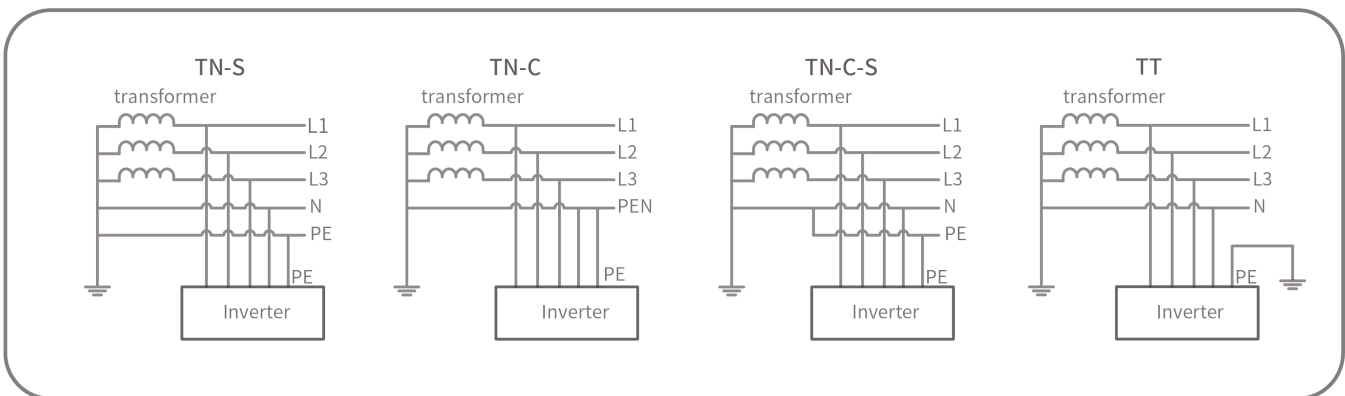 TN-S
transformer
L1
L2
L3
N
PE
PE
Inverter
TN-C
transformer
L1
L2
L3
PEN
PE
Inverter
TN-C-S
transformer
L1
L2
L3
N
PE
PE
Inverter
TT
transformer
L1
L2
L3
N
PE
Inverter